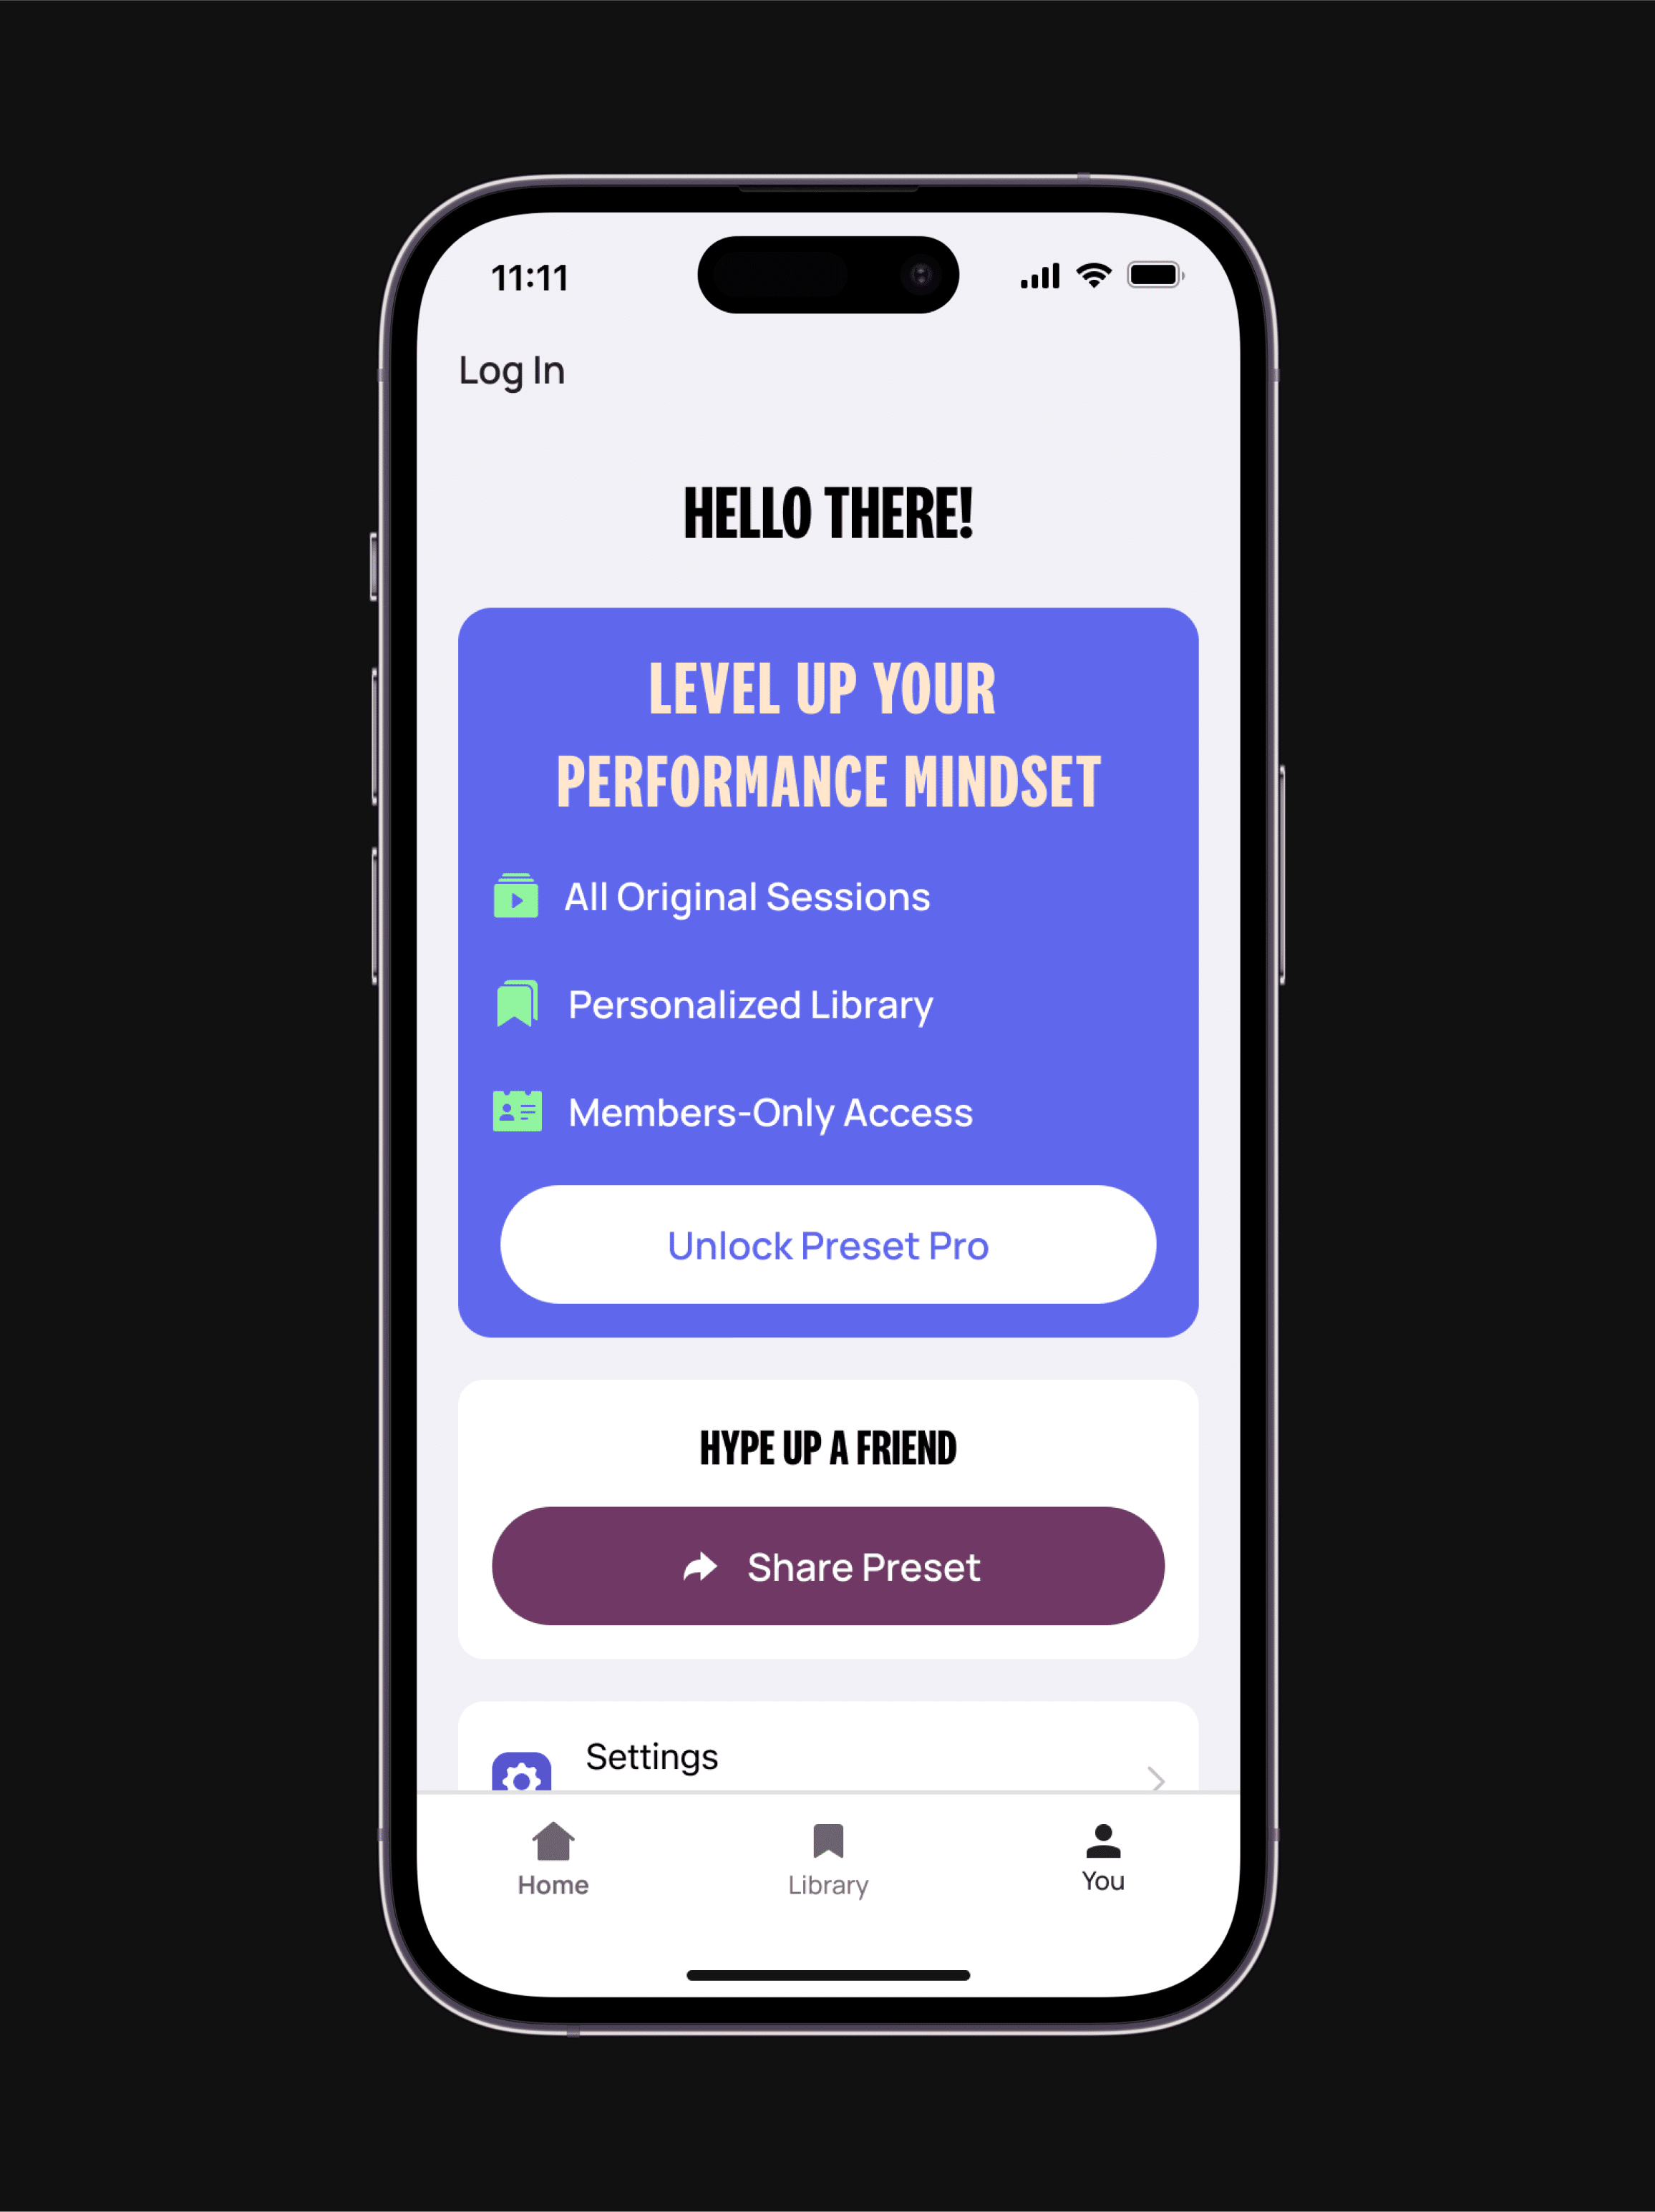 11:11
Log In
HELLO THERE!
LEVEL UP YOUR
PERFORMANCE MINDSET
All Original Sessions
Personalized Library
Members-Only Access
Unlock Preset Pro
HYPE UP A FRIEND
Share Preset
Settings
Home
Library
You